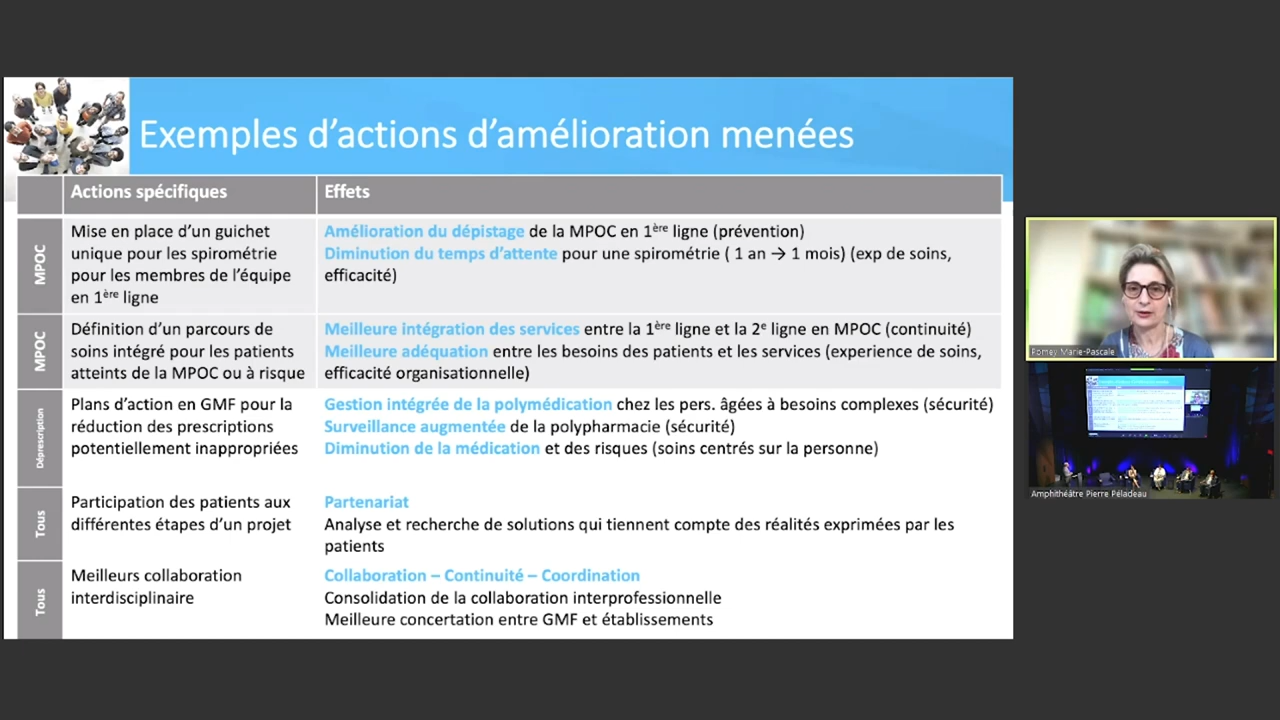 Exemples d’actions d’amélioration menées
Actions spécifiques
Effets
MPOC
Mise en place d’un guichet
unique pour les spirométrie
pour les membres de l’équipe
en 1ère ligne
Amélioration du dépistage de la MPOC en 1ère ligne (prévention)
Diminution du temps d’attente pour une spirométrie ( 1 an → 1 mois) (exp de soins,
efficacité)
MPOC
Définition d’un parcours de
soins intégré pour les patients
atteints de la MPOC ou à risque
Meilleure intégration des services entre la 1ère ligne et la 2e ligne en MPOC (continuité)
Meilleure adéquation entre les besoins des patients et les services (experience de soins,
efficacité organisationnelle)
Déprescription
Plans d’action en GMF pour la
réduction des prescriptions
potentiellement inappropriées
Gestion intégrée de la polymédication chez les pers. âgées à besoins complexes (sécurité)
Surveillance augmentée de la polypharmacie (sécurité)
Diminution de la médication et des risques (soins centrés sur la personne)
Tous
Participation des patients aux
différentes étapes d’un projet
Partenariat
Analyse et recherche de solutions qui tiennent compte des réalités exprimées par les
patients
Tous
Meilleurs collaboration
interdisciplinaire
Collaboration – Continuité – Coordination
Consolidation de la collaboration interprofessionnelle
Meilleure concertation entre GMF et établissements
Pomey Marie-Pascale
Amphithéâtre Pierre Péladeau